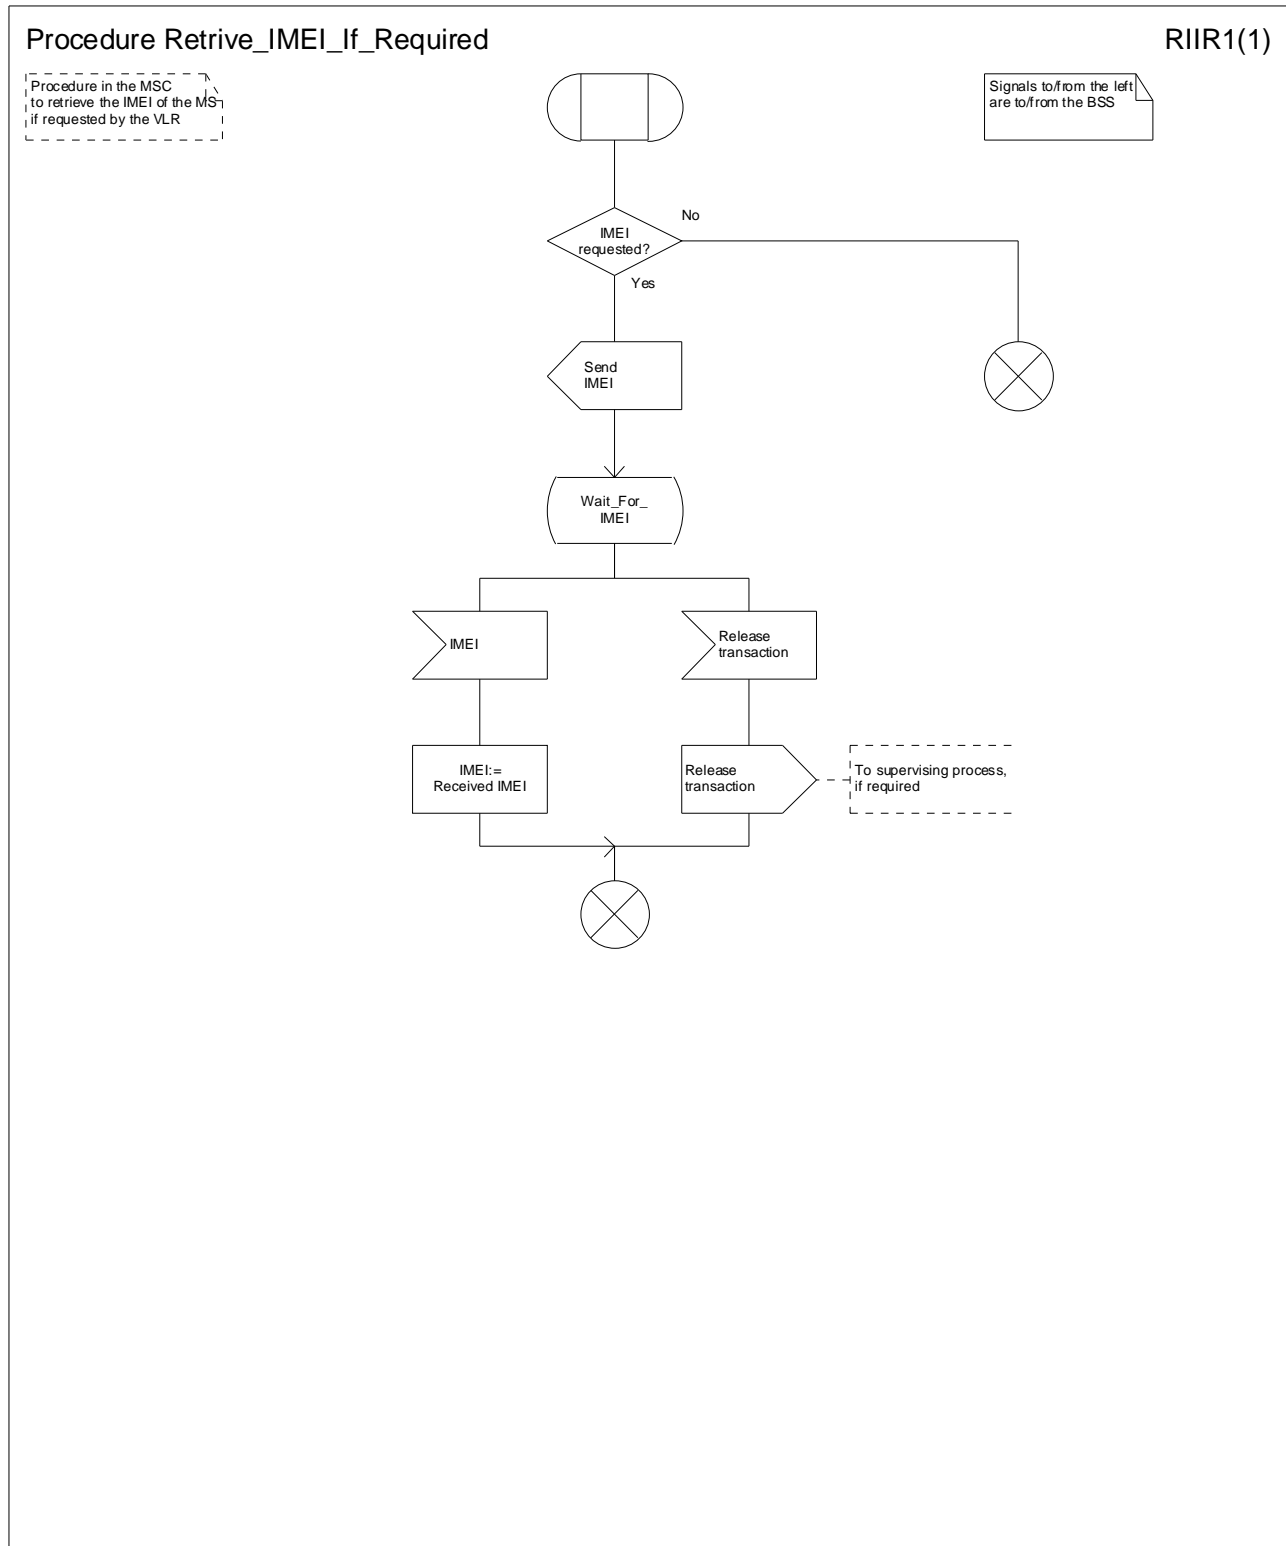 Procedure Retrive_IMEI_If_Required
RIIR1(1)
Procedure in the MSC
to retrieve the IMEI of the MS
if requested by the VLR
Signals to/from the left
are to/from the BSS
IMEI
requested?
No
Yes
Send
IMEI
Wait_For_
IMEI
IMEI
Release
transaction
IMEI:=
Received IMEI
Release
transaction
To supervising process,
if required